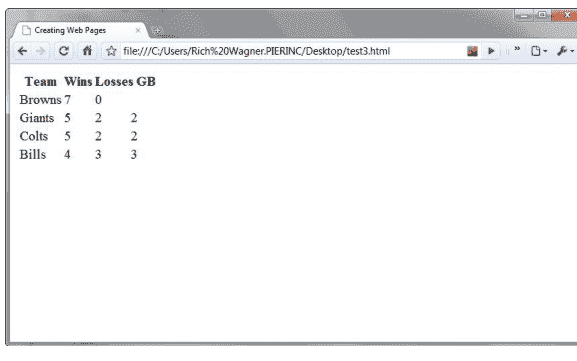 Creating Web Pages
file:///C:/Users/Rich%20Wagner.PIERINC/Desktop/test3.html
Team Wins Losses GB
Browns 7 0
Giants 5 2 2
Colts 5 2 2
Bills 4 3 3